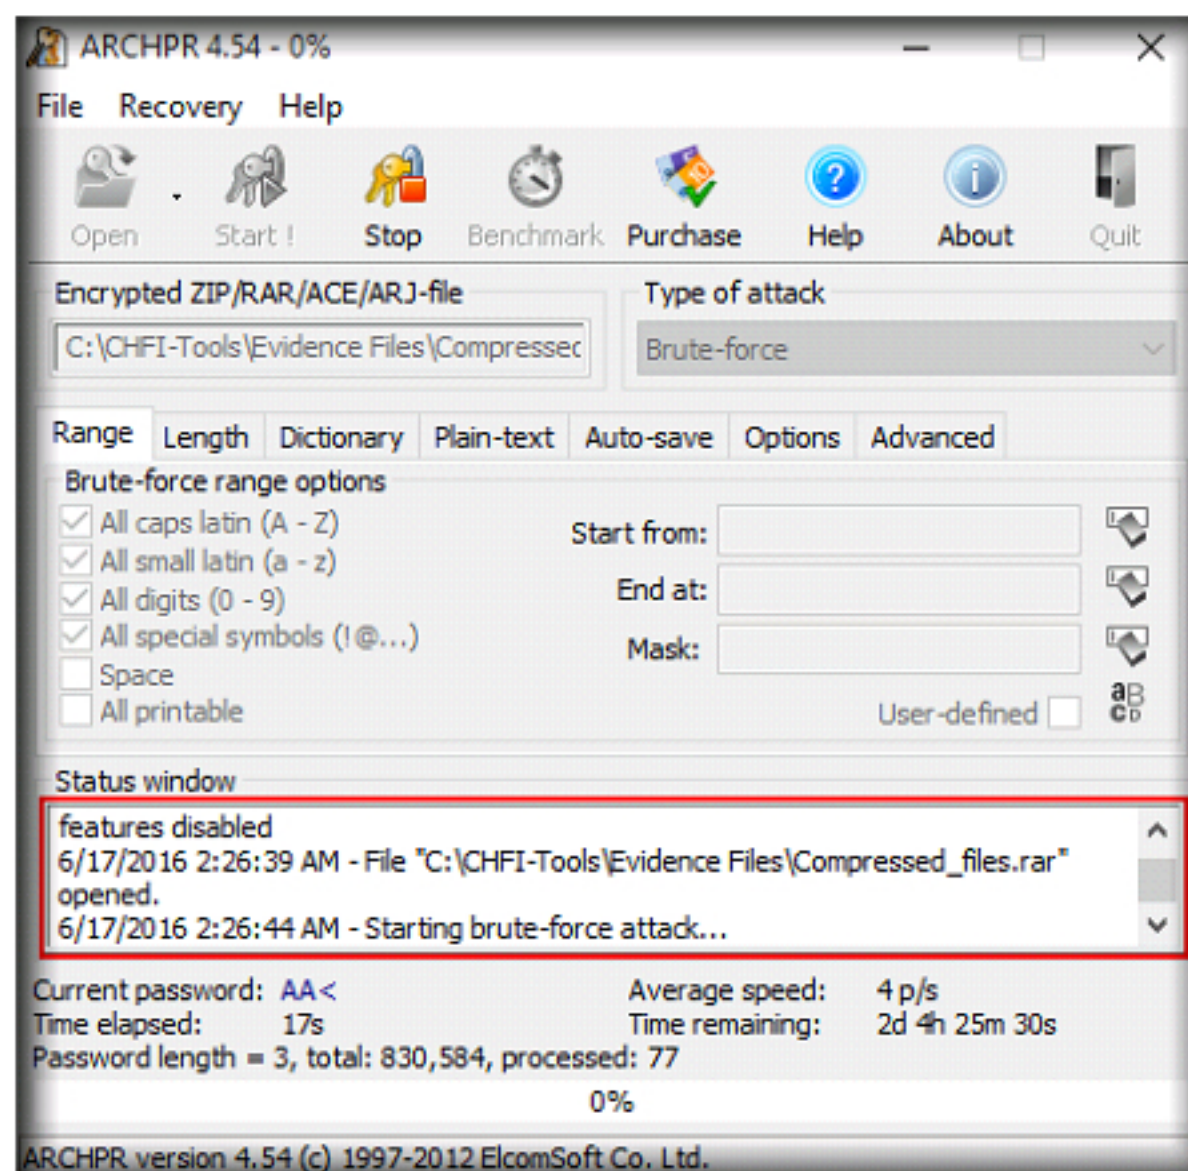 ARCHPR 4.54 - 0%
File Recovery Help
Open Start ! Stop Benchmark Purchase Help About Quit
Encrypted ZIP/RAR/ACE/ARJ-file Type of attack
C:\CHFI-Tools\Evidence Files\Compressed Brute-force
Range Length Dictionary Plain-text Auto-save Options Advanced
Brute-force range options
All caps latin (A - Z)
Start from:
All small latin (a - z)
End at:
All digits (0 - 9)
All special symbols (!@...)
Mask:
Space
All printable
User-defined
aB
cD
Status window
features disabled
6/17/2016 2:26:39 AM - File "C:\CHFI-Tools\Evidence Files\Compressed_files.rar"
opened.
6/17/2016 2:26:44 AM - Starting brute-force attack...
Current password: AA< Average speed: 4 p/s
Time elapsed: 17s Time remaining: 2d 4h 25m 30s
Password length = 3, total: 830,584, processed: 77
0%
ARCHPR version 4.54 (c) 1997-2012 ElcomSoft Co. Ltd.